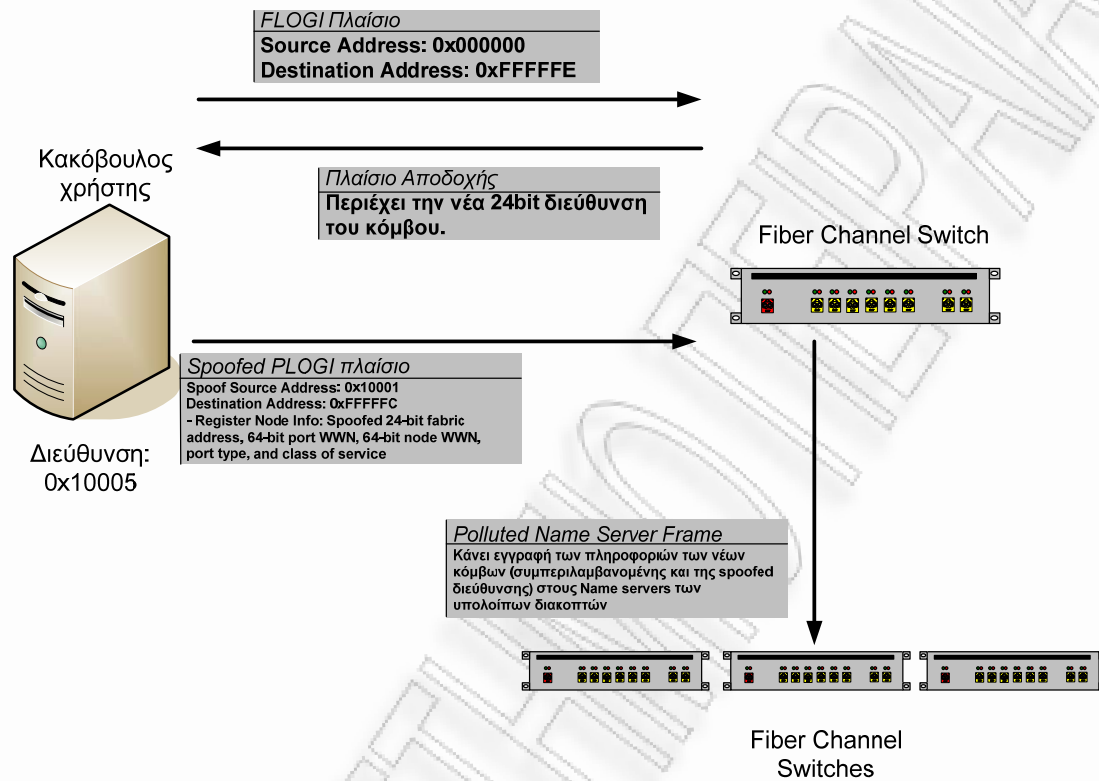 FLOGI Πλαίσιο
Source Address: 0x000000
Destination Address: 0xFFFFFE
Κακόβουλος
χρήστης
Πλαίσιο Αποδοχής
Περιέχει την νέα 24bit διεύθυνση
του κόμβου.
Fiber Channel Switch
Spoofed PLOGI πλαίσιο
Spoof Source Address: 0x10001
Destination Address: 0xFFFFFC
- Register Node Info: Spoofed 24-bit fabric
address, 64-bit port WWN, 64-bit node WWN,
port type, and class of service
Διεύθυνση:
0x10005
Polluted Name Server Frame
Κάνει εγγραφή των πληροφοριών των νέων
κόμβων (συμπεριλαμβανομένης και της spoofed
διεύθυνσης) στους Name servers των
υπολοίπων διακοπτών
Fiber Channel
Switches